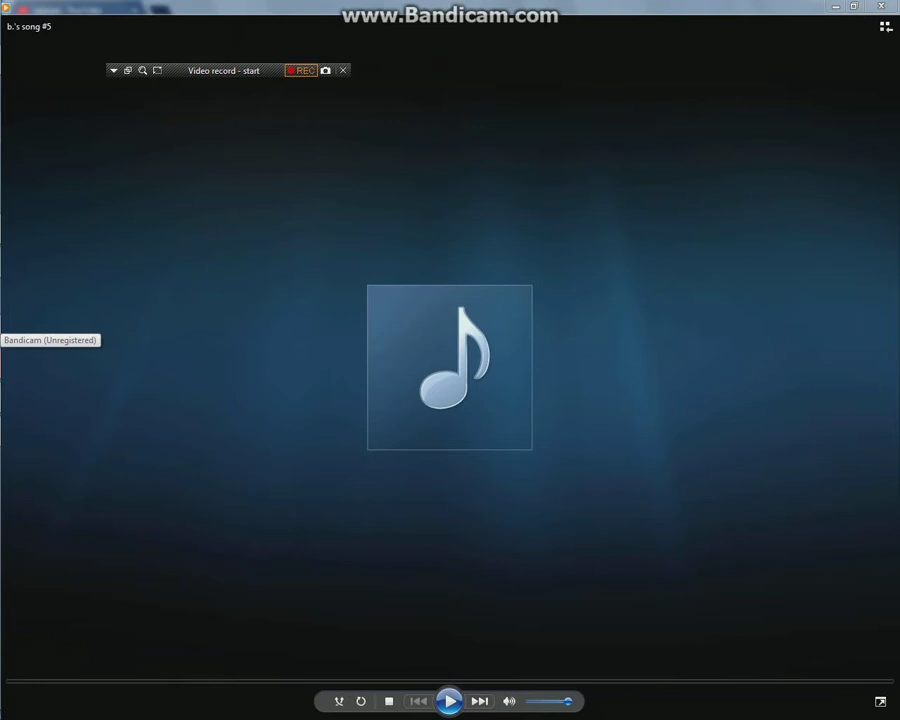 www.Bandicam.com
b.'s song #5
Video record - start
REC
Bandicam (Unregistered)